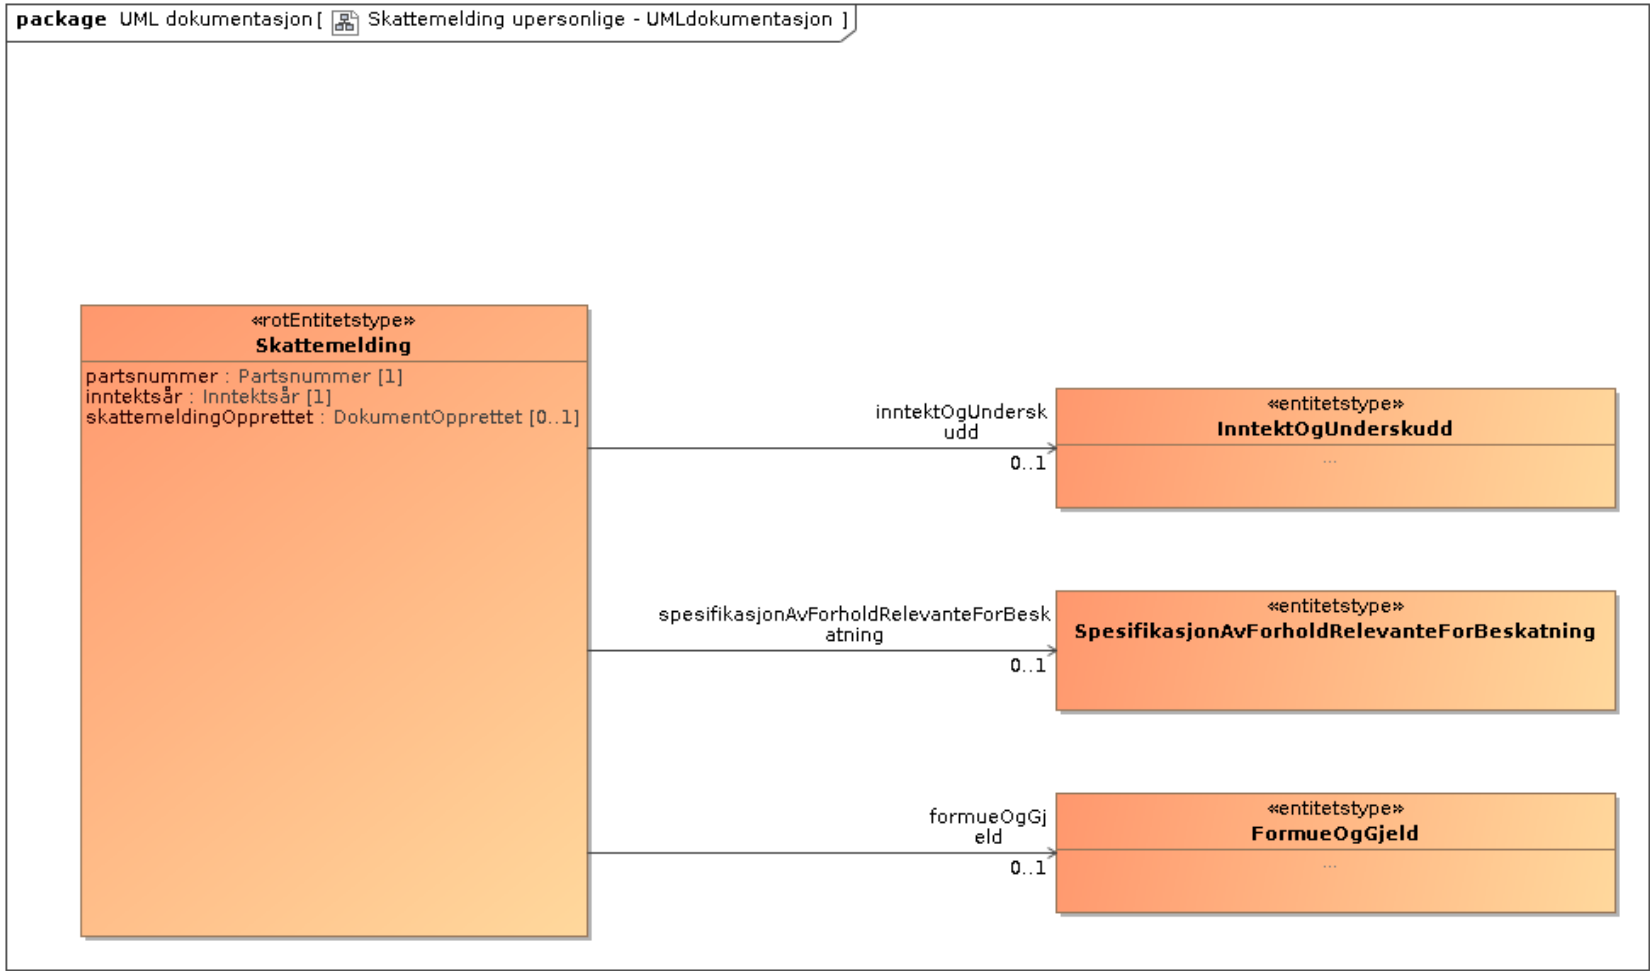 package UML dokumentasjon[ Skattemelding upersonlige - UMLdokumentasjon ]
«rotEntitetstype»
Skattemelding
partsnummer : Partsnummer [1]
inntektsår : Inntektsår [1]
skattemeldingOpprettet : DokumentOpprettet [0..1]
inntektOgUndersk
udd
0..1
«entitetstype»
InntektOgUnderskudd
...
spesifikasjonAvForholdRelevanteForBesk
atning
0..1
«entitetstype»
SpesifikasjonAvForholdRelevanteForBeskatning
formueOgGj
eld
0..1
«entitetstype»
FormueOgGjeld
...